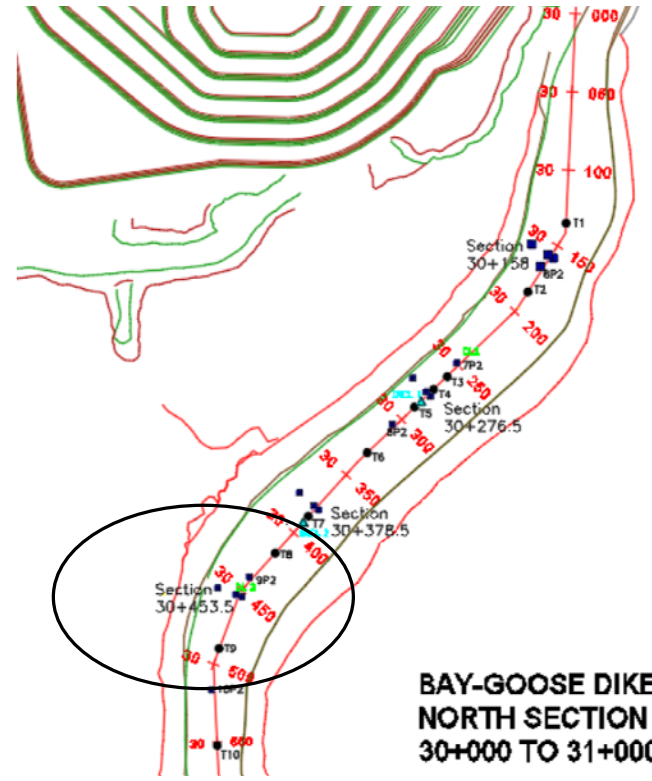 30 000
30 060
30 100
T1
Section
30+158
30 150
6P2
T2
30 200
30 250
7P2
T3
T4
T5
Section
30+276.5
30 300
8P2
T6
30 350
T7
Section
30+378.5
30 400
T8
9P2
Section
30+453.5
30 450
T9
30 500
10P2
T10
30
BAY-GOOSE DIKE
NORTH SECTION
30+000 TO 31+000